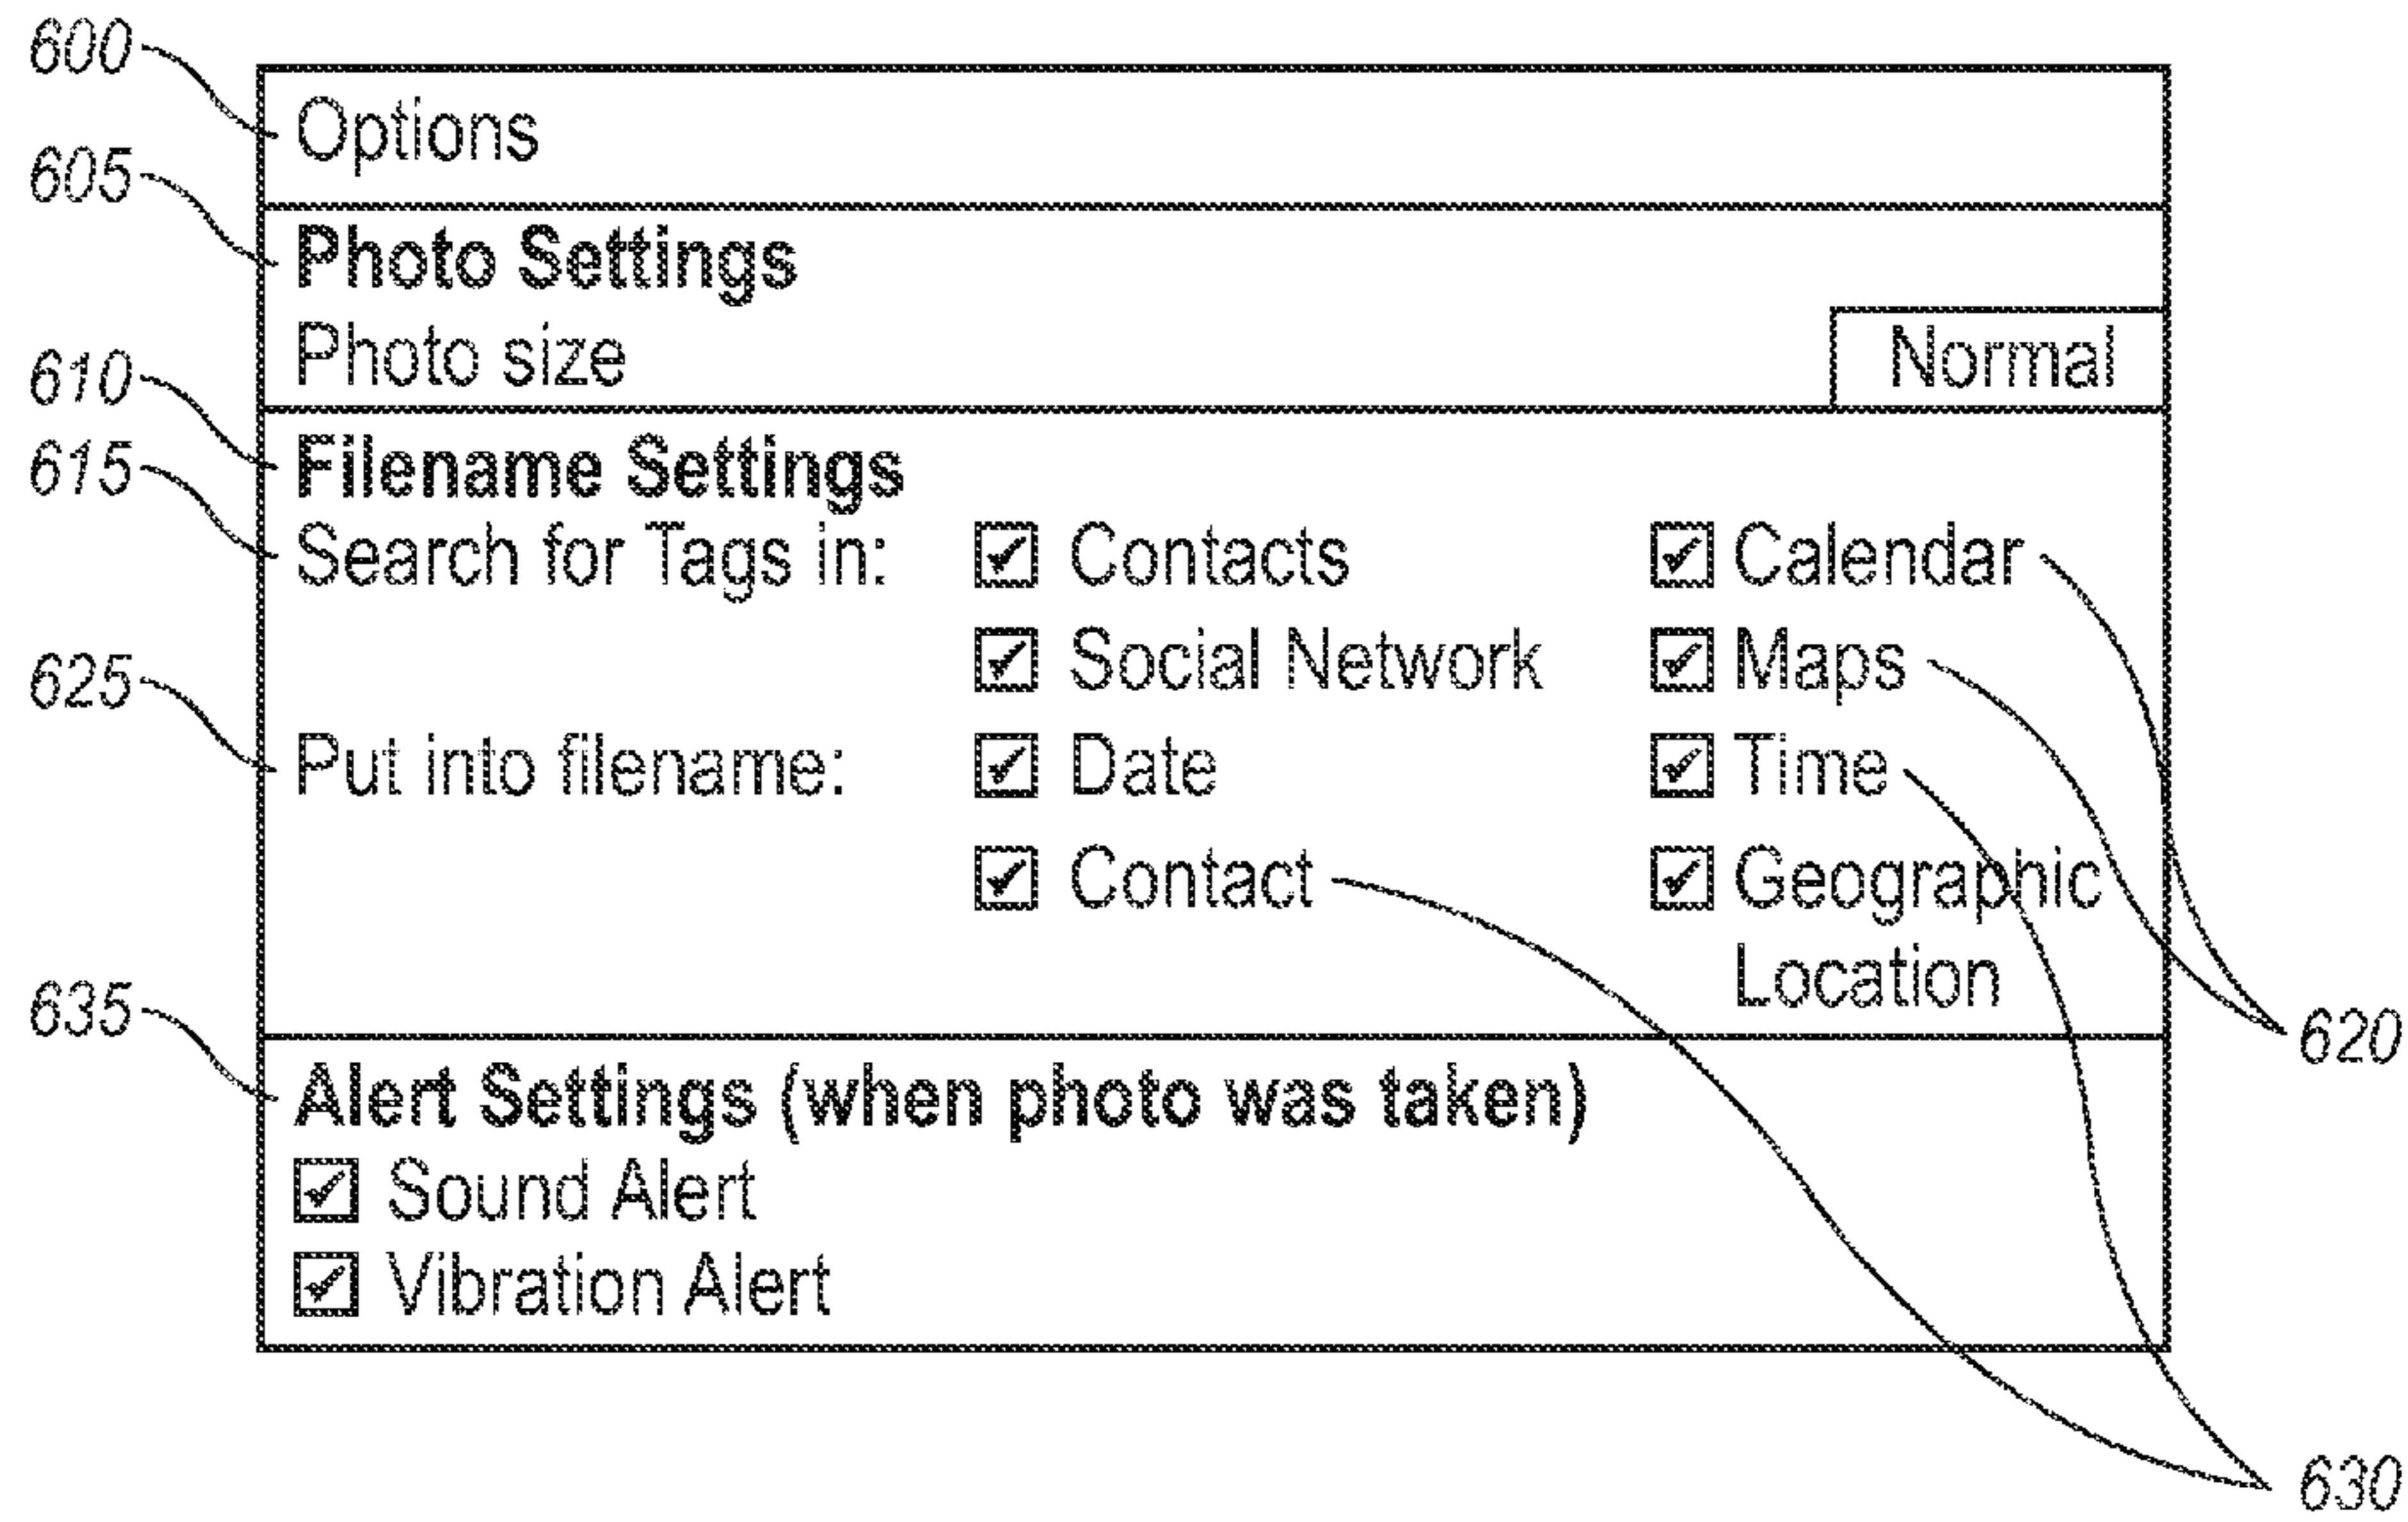 600
Options
605
Photo Settings
Photo size Normal
610
Filename Settings
615
Search for Tags in: ☑ Contacts ☑ Calendar
☑ Social Network ☑ Maps
625
Put into filename: ☑ Date ☑ Time
☑ Contact ☑ Geographic
Location
620
635
Alert Settings (when photo was taken)
☑ Sound Alert
☑ Vibration Alert
630